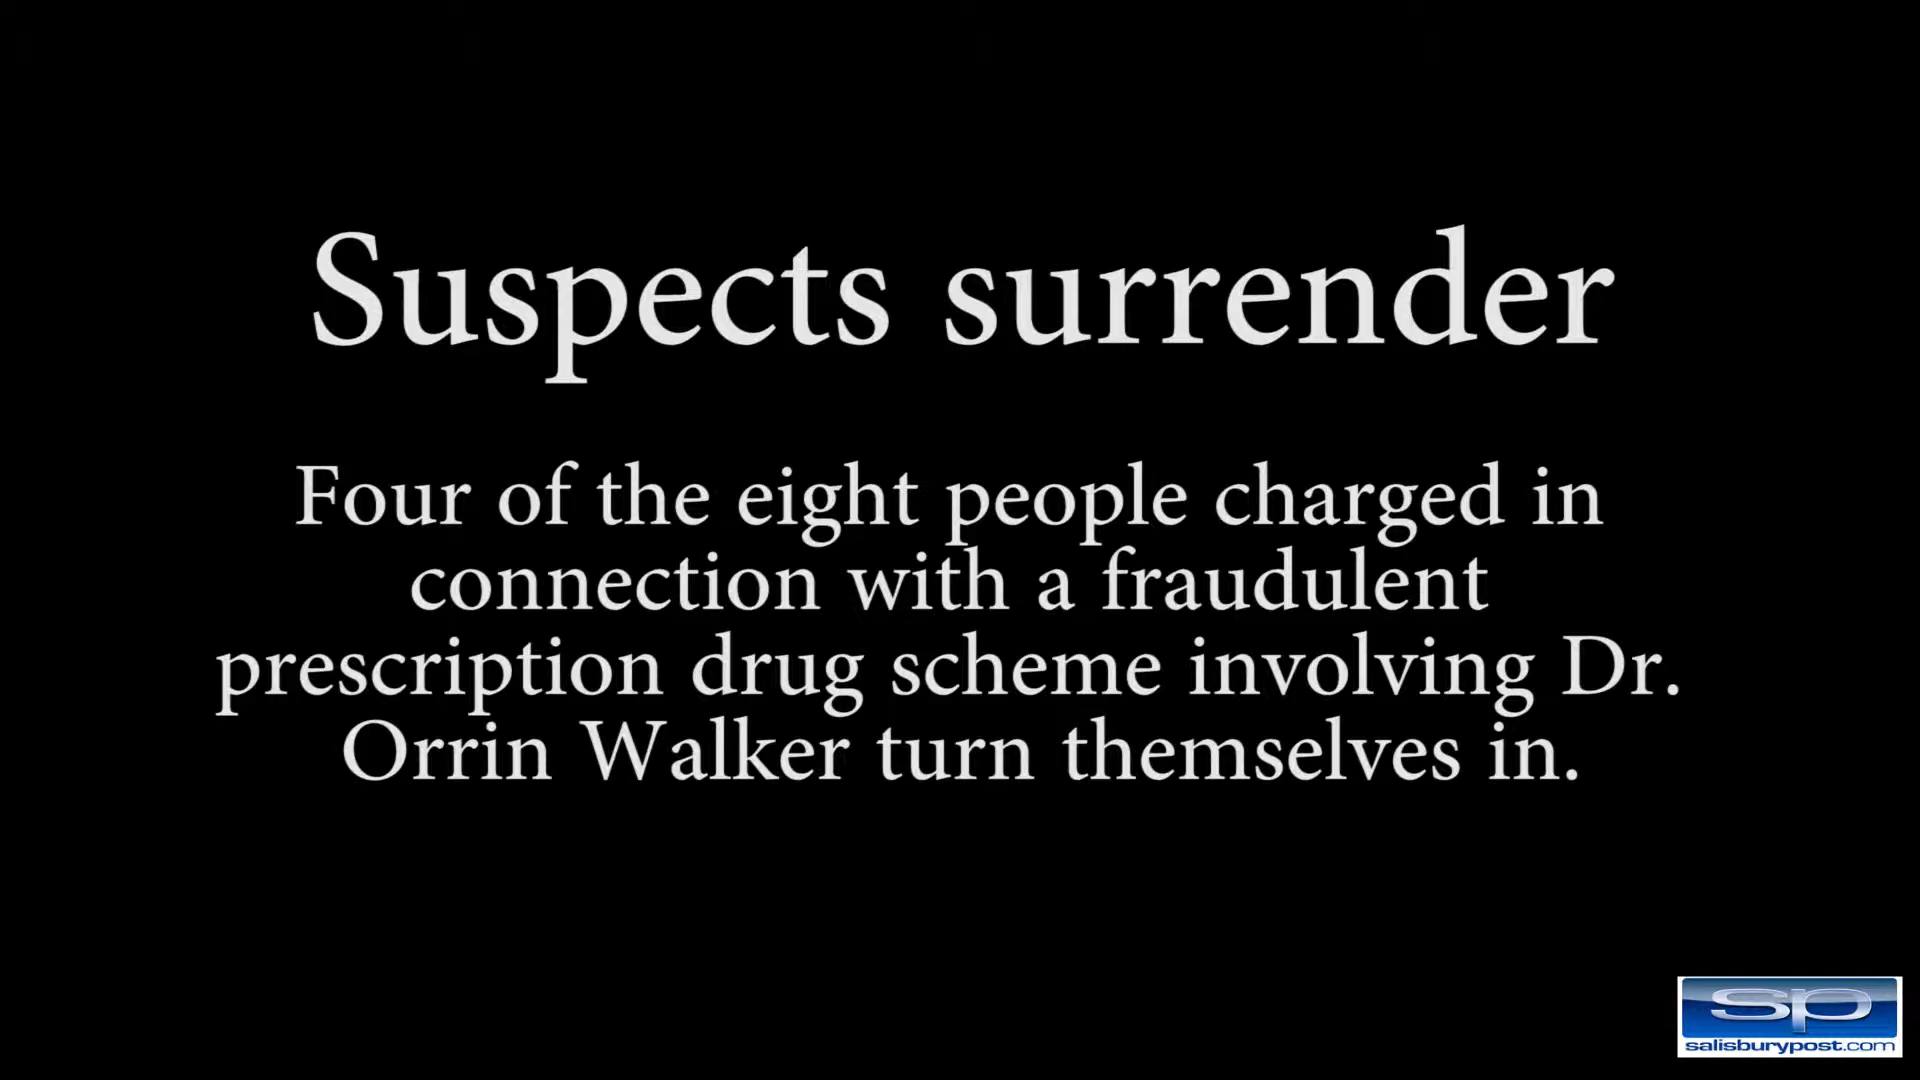 Suspects surrender
Four of the eight people charged in
connection with a fraudulent
prescription drug scheme involving Dr.
Orrin Walker turn themselves in.
sp
salisburypost.com